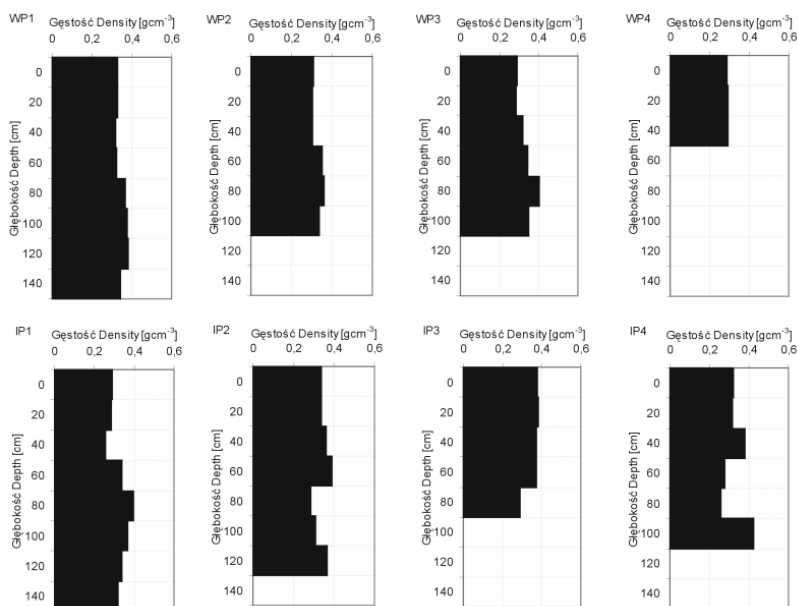 WP1 Gęstość Density [gcm-3]
0 0,2 0,4 0,6
0
20
40
60
80
100
120
140
Głębokość Depth [cm]
WP2 Gęstość Density [gcm-3]
0 0,2 0,4 0,6
0
20
40
60
80
100
120
140
Głębokość Depth [cm]
WP3 Gęstość Density [gcm-3]
0 0,2 0,4 0,6
0
20
40
60
80
100
120
140
Głębokość Depth [cm]
WP4 Gęstość Density [gcm-3]
0 0,2 0,4 0,6
0
20
40
60
80
100
120
140
Głębokość Depth [cm]
IP1 Gęstość Density [gcm-3]
0 0,2 0,4 0,6
0
20
40
60
80
100
120
140
Głębokość Depth [cm]
IP2 Gęstość Density [gcm-3]
0 0,2 0,4 0,6
0
20
40
60
80
100
120
140
Głębokość Depth [cm]
IP3 Gęstość Density [gcm-3]
0 0,2 0,4 0,6
0
20
40
60
80
100
120
140
Głębokość Depth [cm]
IP4 Gęstość Density [gcm-3]
0 0,2 0,4 0,6
0
20
40
60
80
100
120
140
Głębokość Depth [cm]